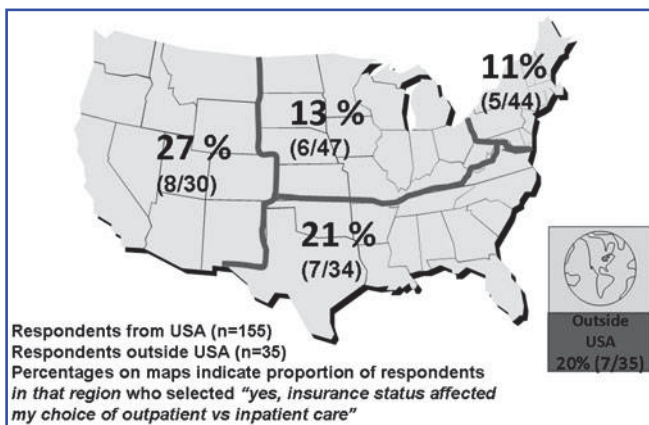 11%
(5/44)
13 %
(6/47)
27 %
(8/30)
21 %
(7/34)
Outside
USA
20% (7/35)
Respondents from USA (n=155)
Respondents outside USA (n=35)
Percentages on maps indicate proportion of respondents
in that region who selected “yes, insurance status affected
my choice of outpatient vs inpatient care”